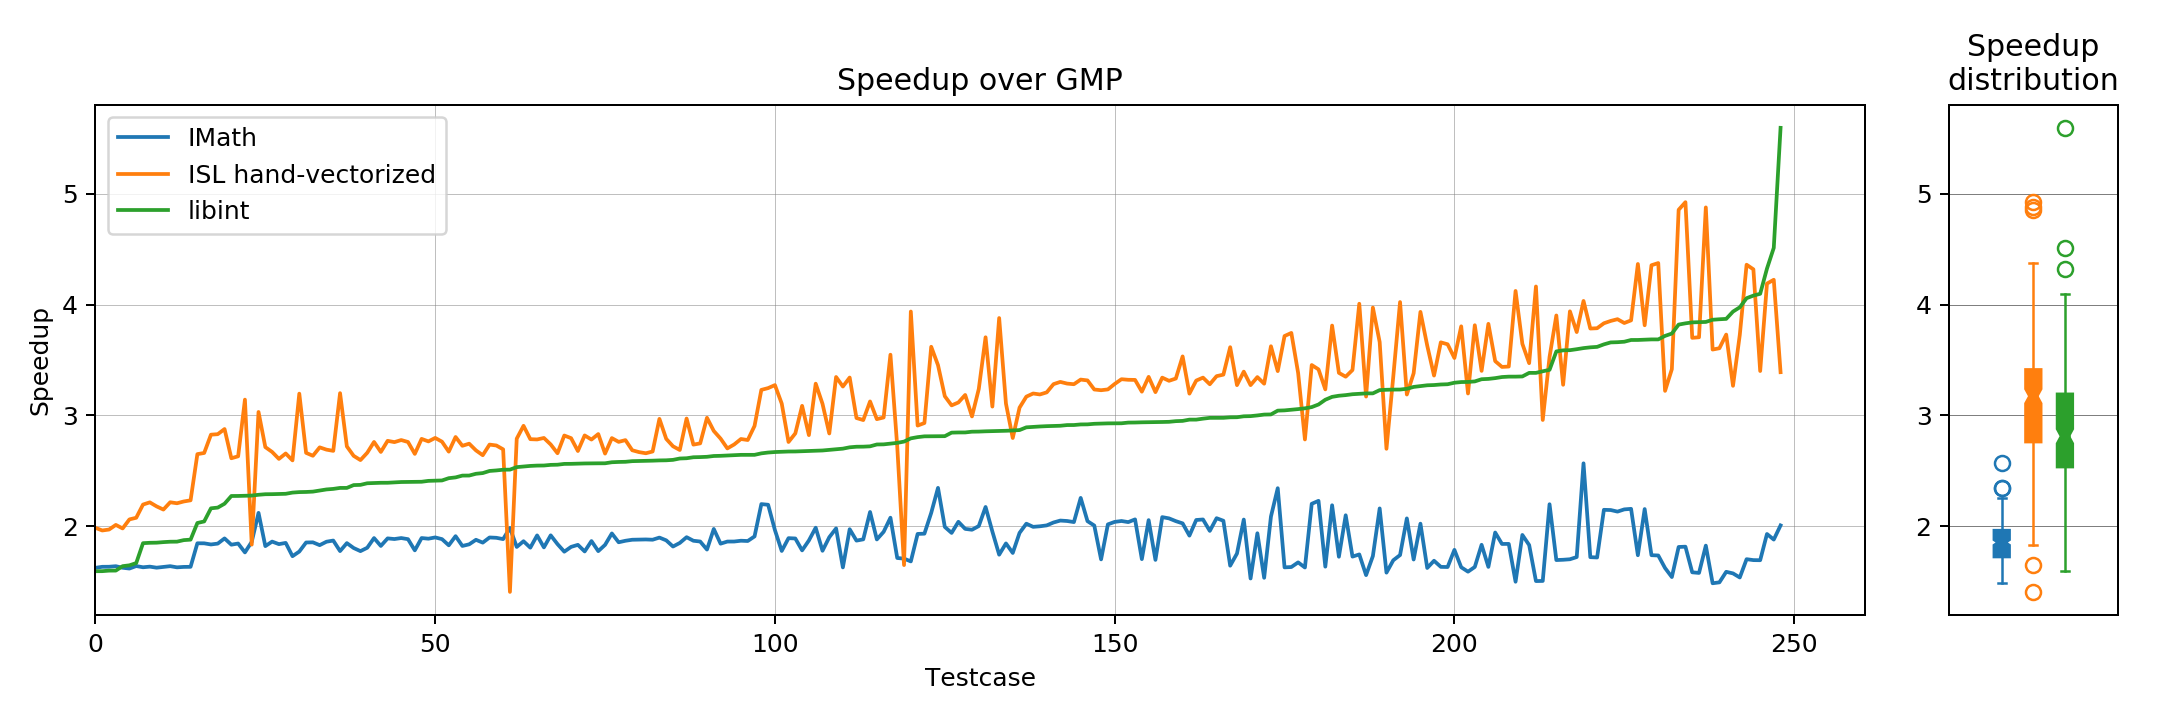 Speedup over GMP
Speedup
distribution
IMath
ISL hand-vectorized
libint
5
4
3
2
Speedup
0 50 100 150 200 250
Testcase
5
4
3
2